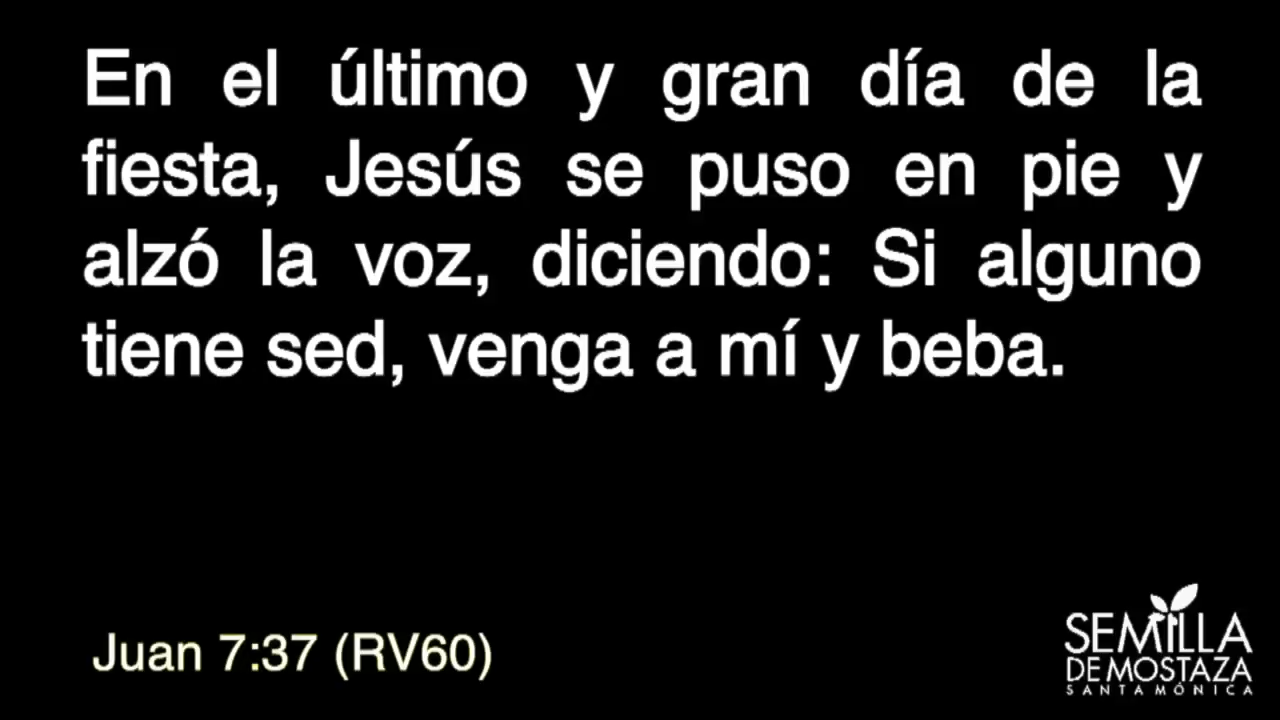 En el último y gran día de la
fiesta, Jesús se puso en pie y
alzó la voz, diciendo: Si alguno
tiene sed, venga a mí y beba.
Juan 7:37 (RV60)
SEMILLA
DE MOSTAZA
SANTA MÓNICA